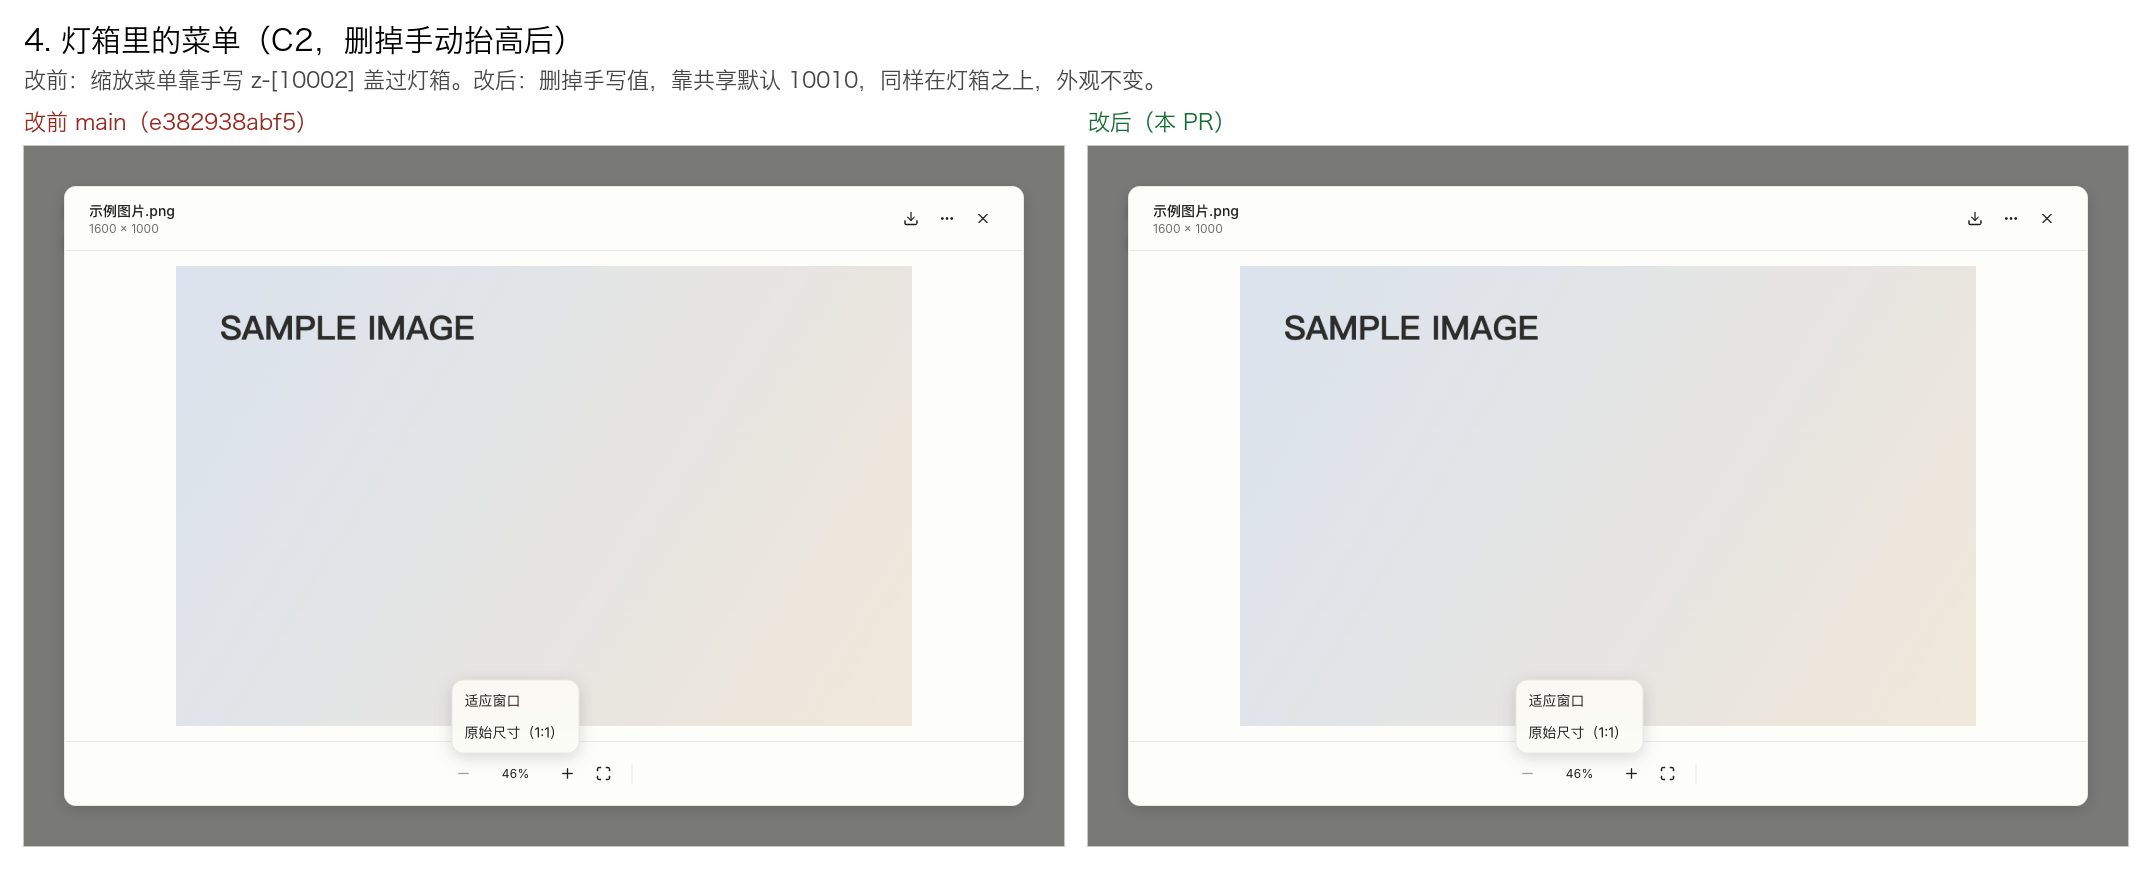 4. 灯箱里的菜单（C2，删掉手动抬高后）
改前：缩放菜单靠手写 z-[10002] 盖过灯箱。改后：删掉手写值，靠共享默认 10010，同样在灯箱之上，外观不变。
改前 main（e382938abf5）
示例图片.png
1600 × 1000
SAMPLE IMAGE
适应窗口
原始尺寸（1:1）
46%
改后（本 PR）
示例图片.png
1600 × 1000
SAMPLE IMAGE
适应窗口
原始尺寸（1:1）
46%